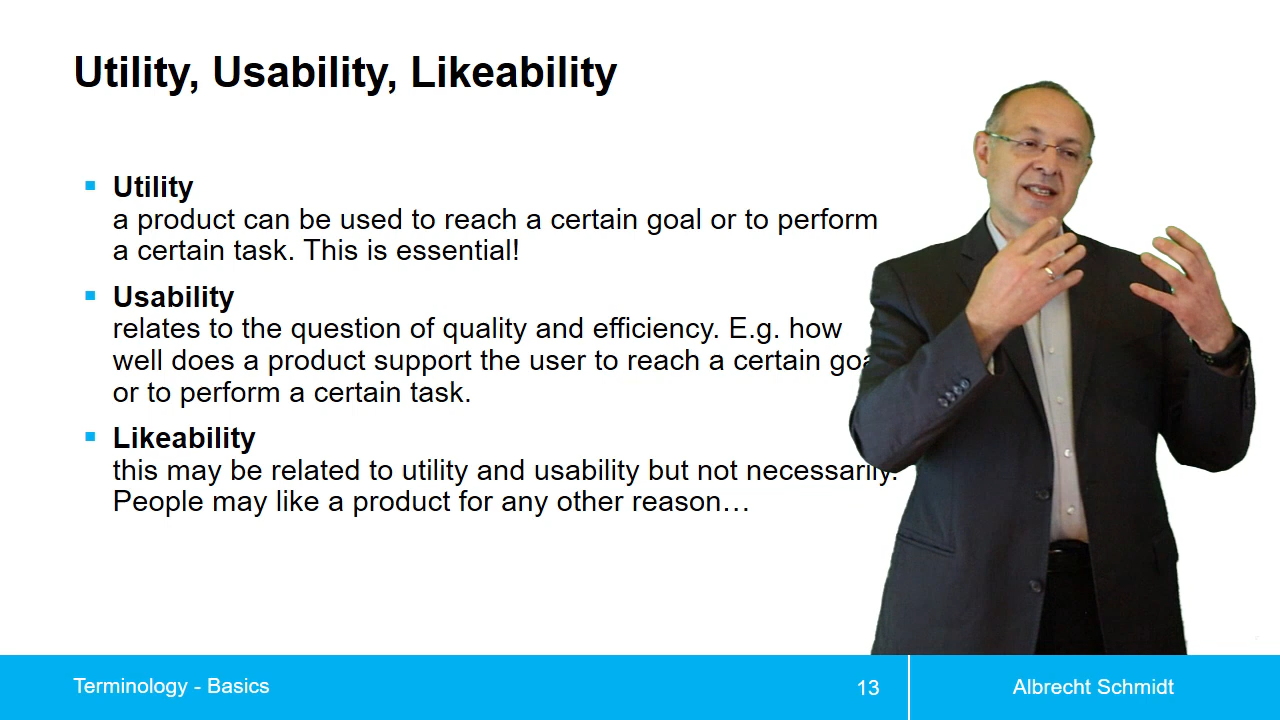 Utility, Usability, Likeability
Utility
a product can be used to reach a certain goal or to perform
a certain task. This is essential!
Usability
relates to the question of quality and efficiency. E.g. how
well does a product support the user to reach a certain goa
or to perform a certain task.
Likeability
this may be related to utility and usability but not necessarily.
People may like a product for any other reason…
Terminology - Basics
13
Albrecht Schmidt